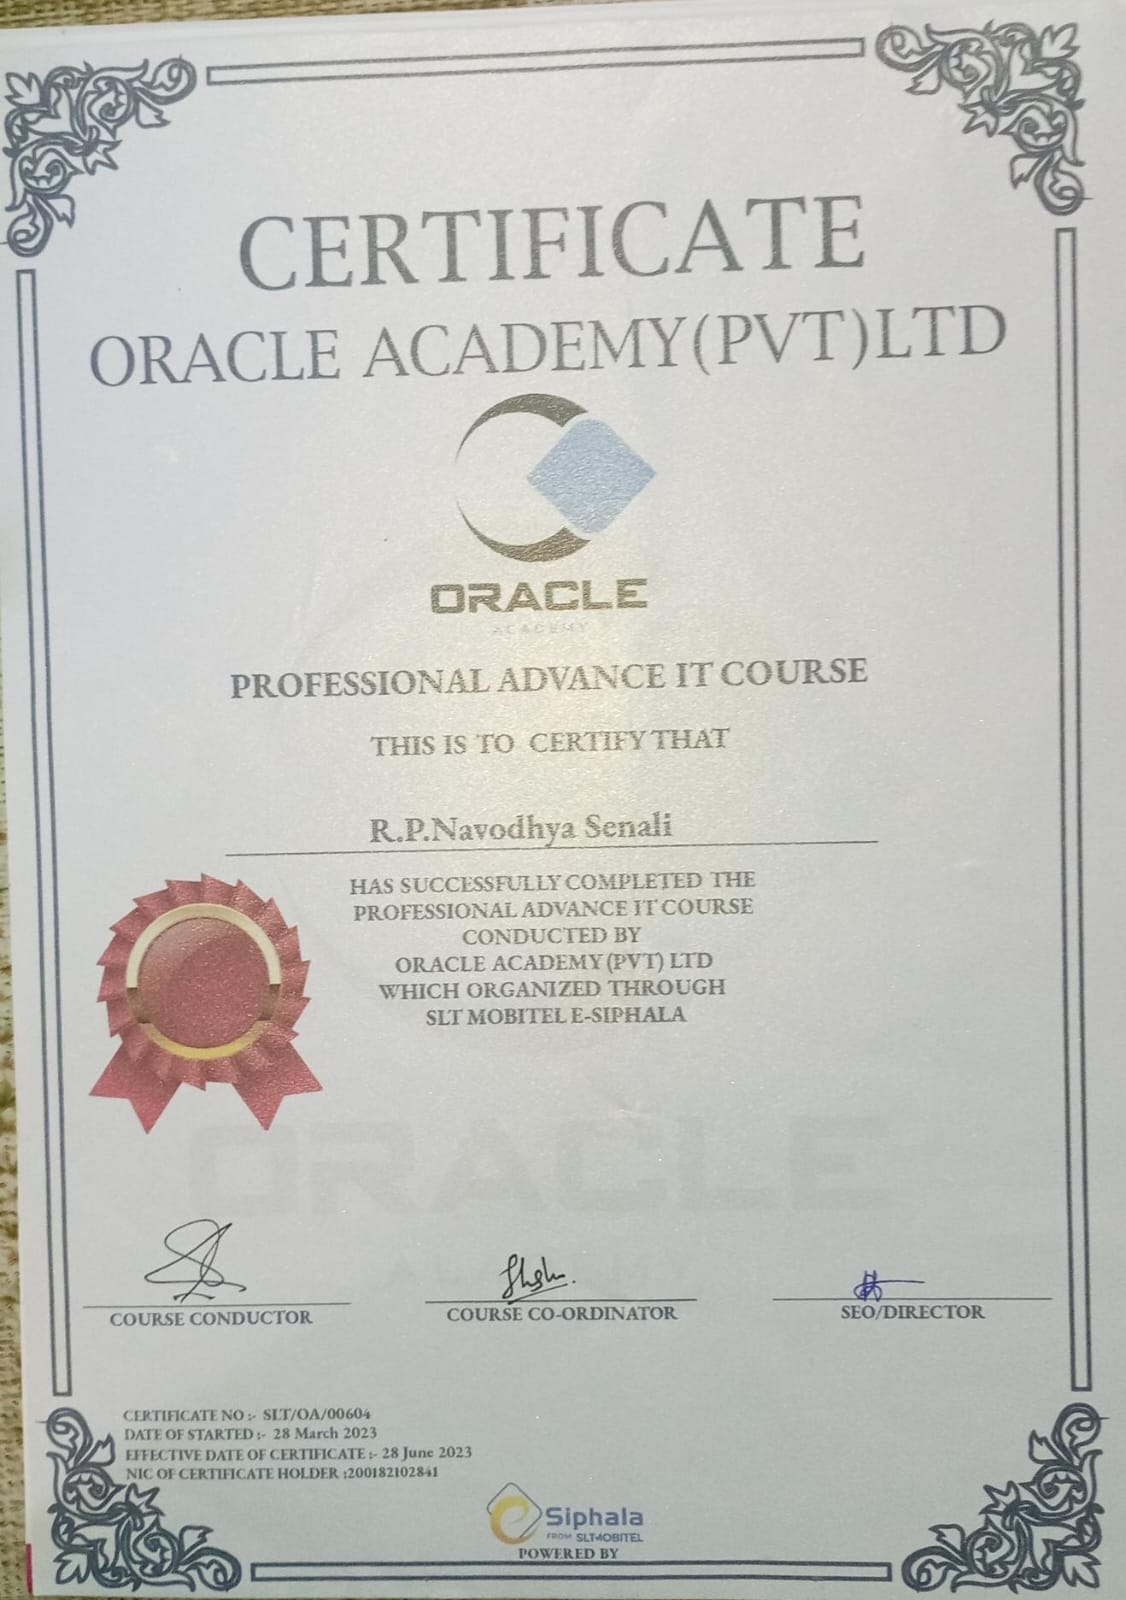 CERTIFICATE
ORACLE ACADEMY(PVT)LTD
ORACLE
ACADEMY
PROFESSIONAL ADVANCE IT COURSE
THIS IS TO CERTIFY THAT
R.P.Navodhya Senali
HAS SUCCESSFULLY COMPLETED THE
PROFESSIONAL ADVANCE IT COURSE
CONDUCTED BY
ORACLE ACADEMY (PVT) LTD
WHICH ORGANIZED THROUGH
SLT MOBITEL E-SIPHALA
ORACLE
COURSE CONDUCTOR
COURSE CO-ORDINATOR
SEO/DIRECTOR
CERTIFICATE NO :- SLT/OA/00604
DATE OF STARTED :- 28 March 2023
EFFECTIVE DATE OF CERTIFICATE :- 28 June 2023
NIC OF CERTIFICATE HOLDER :200182102841
Siphala
FROM SLTMOBITEL
POWERED BY